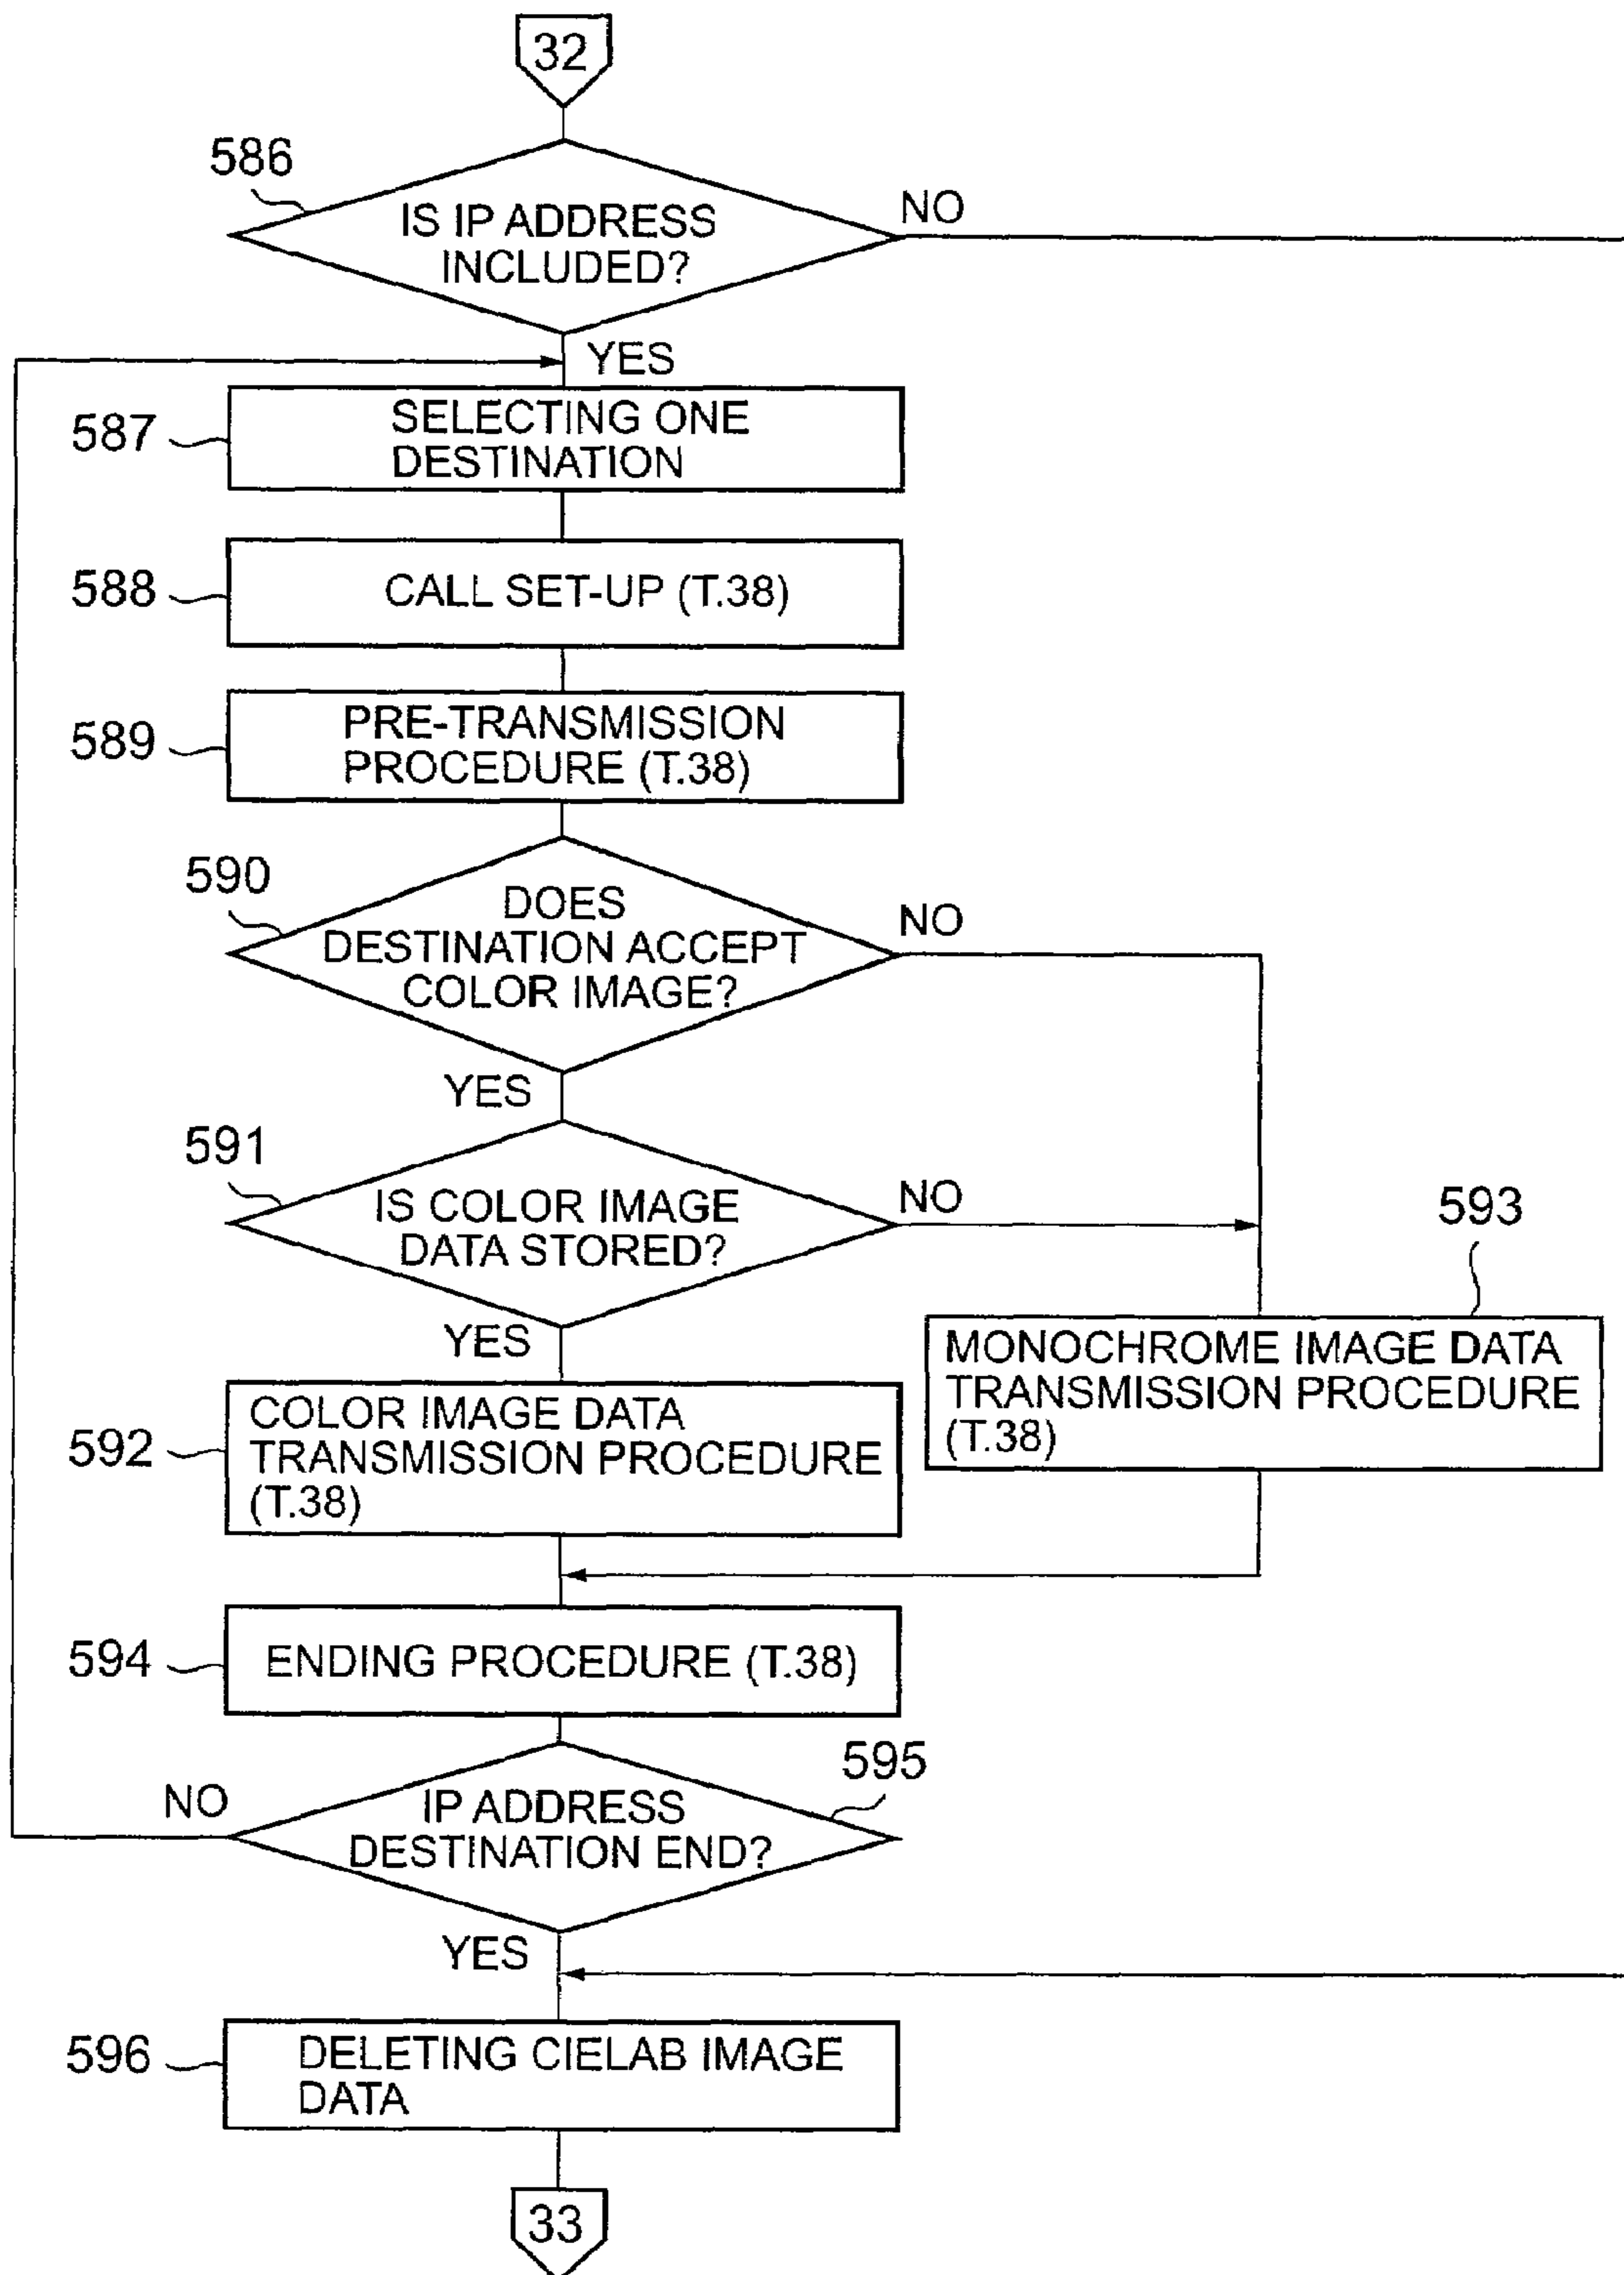 32
586
IS IP ADDRESS
INCLUDED?
NO
YES
587
SELECTING ONE
DESTINATION
588
CALL SET-UP (T.38)
589
PRE-TRANSMISSION
PROCEDURE (T.38)
590
DOES
DESTINATION ACCEPT
COLOR IMAGE?
NO
YES
591
IS COLOR IMAGE
DATA STORED?
NO
YES
593
MONOCHROME IMAGE DATA
TRANSMISSION PROCEDURE
(T.38)
592
COLOR IMAGE DATA
TRANSMISSION PROCEDURE
(T.38)
594
ENDING PROCEDURE (T.38)
595
IP ADDRESS
DESTINATION END?
NO
YES
596
DELETING CIELAB IMAGE
DATA
33